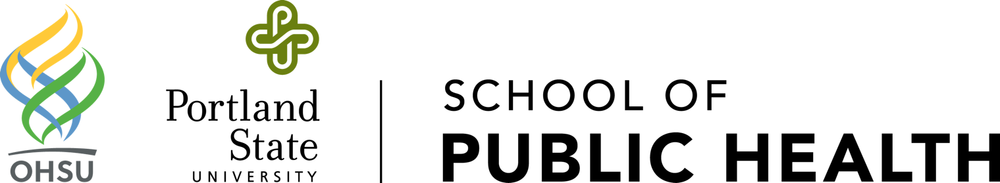 OHSU
Portland
State
UNIVERSITY
SCHOOL OF
PUBLIC HEALTH